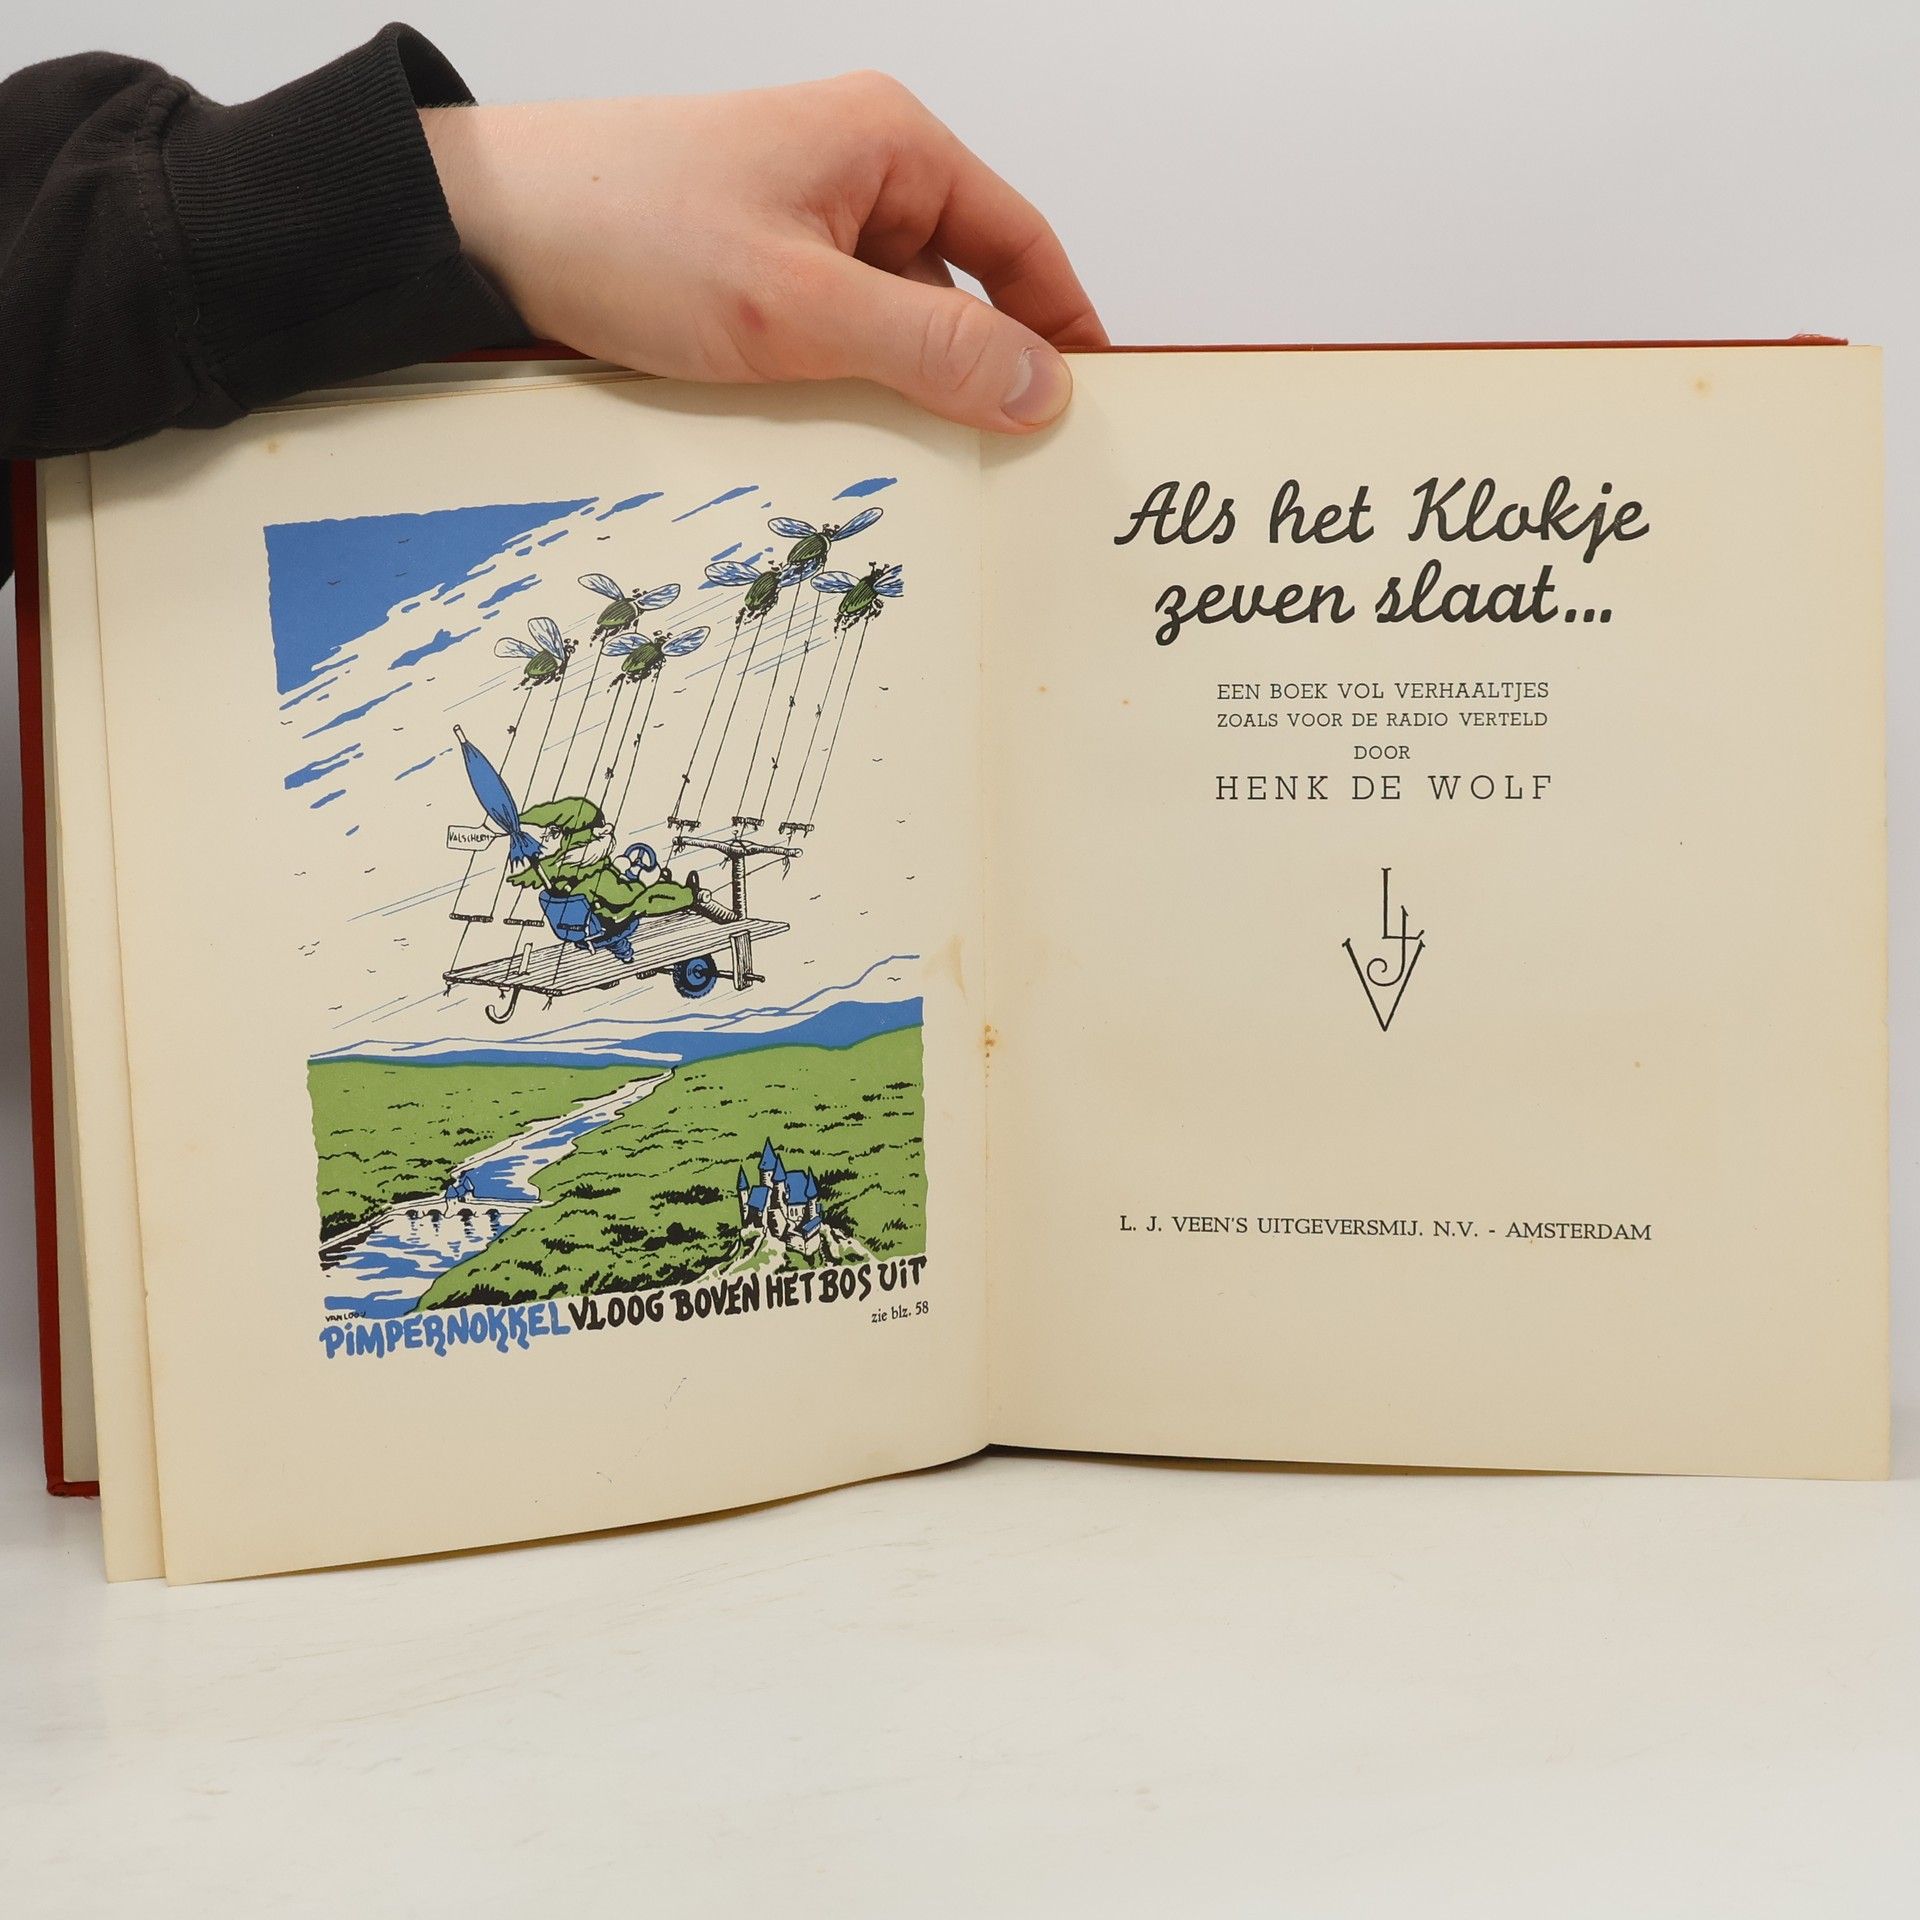 VALSCHERM
VAN LOOY
PIMPERNOKKEL VLOOG BOVEN HET BOS UIT
zie blz. 58
Als het Klokje
zeven slaat...
EEN BOEK VOL VERHAALTJES
ZOALS VOOR DE RADIO VERTELD
DOOR
HENK DE WOLF
LJV
L. J. VEEN'S UITGEVERSMIJ. N.V. - AMSTERDAM